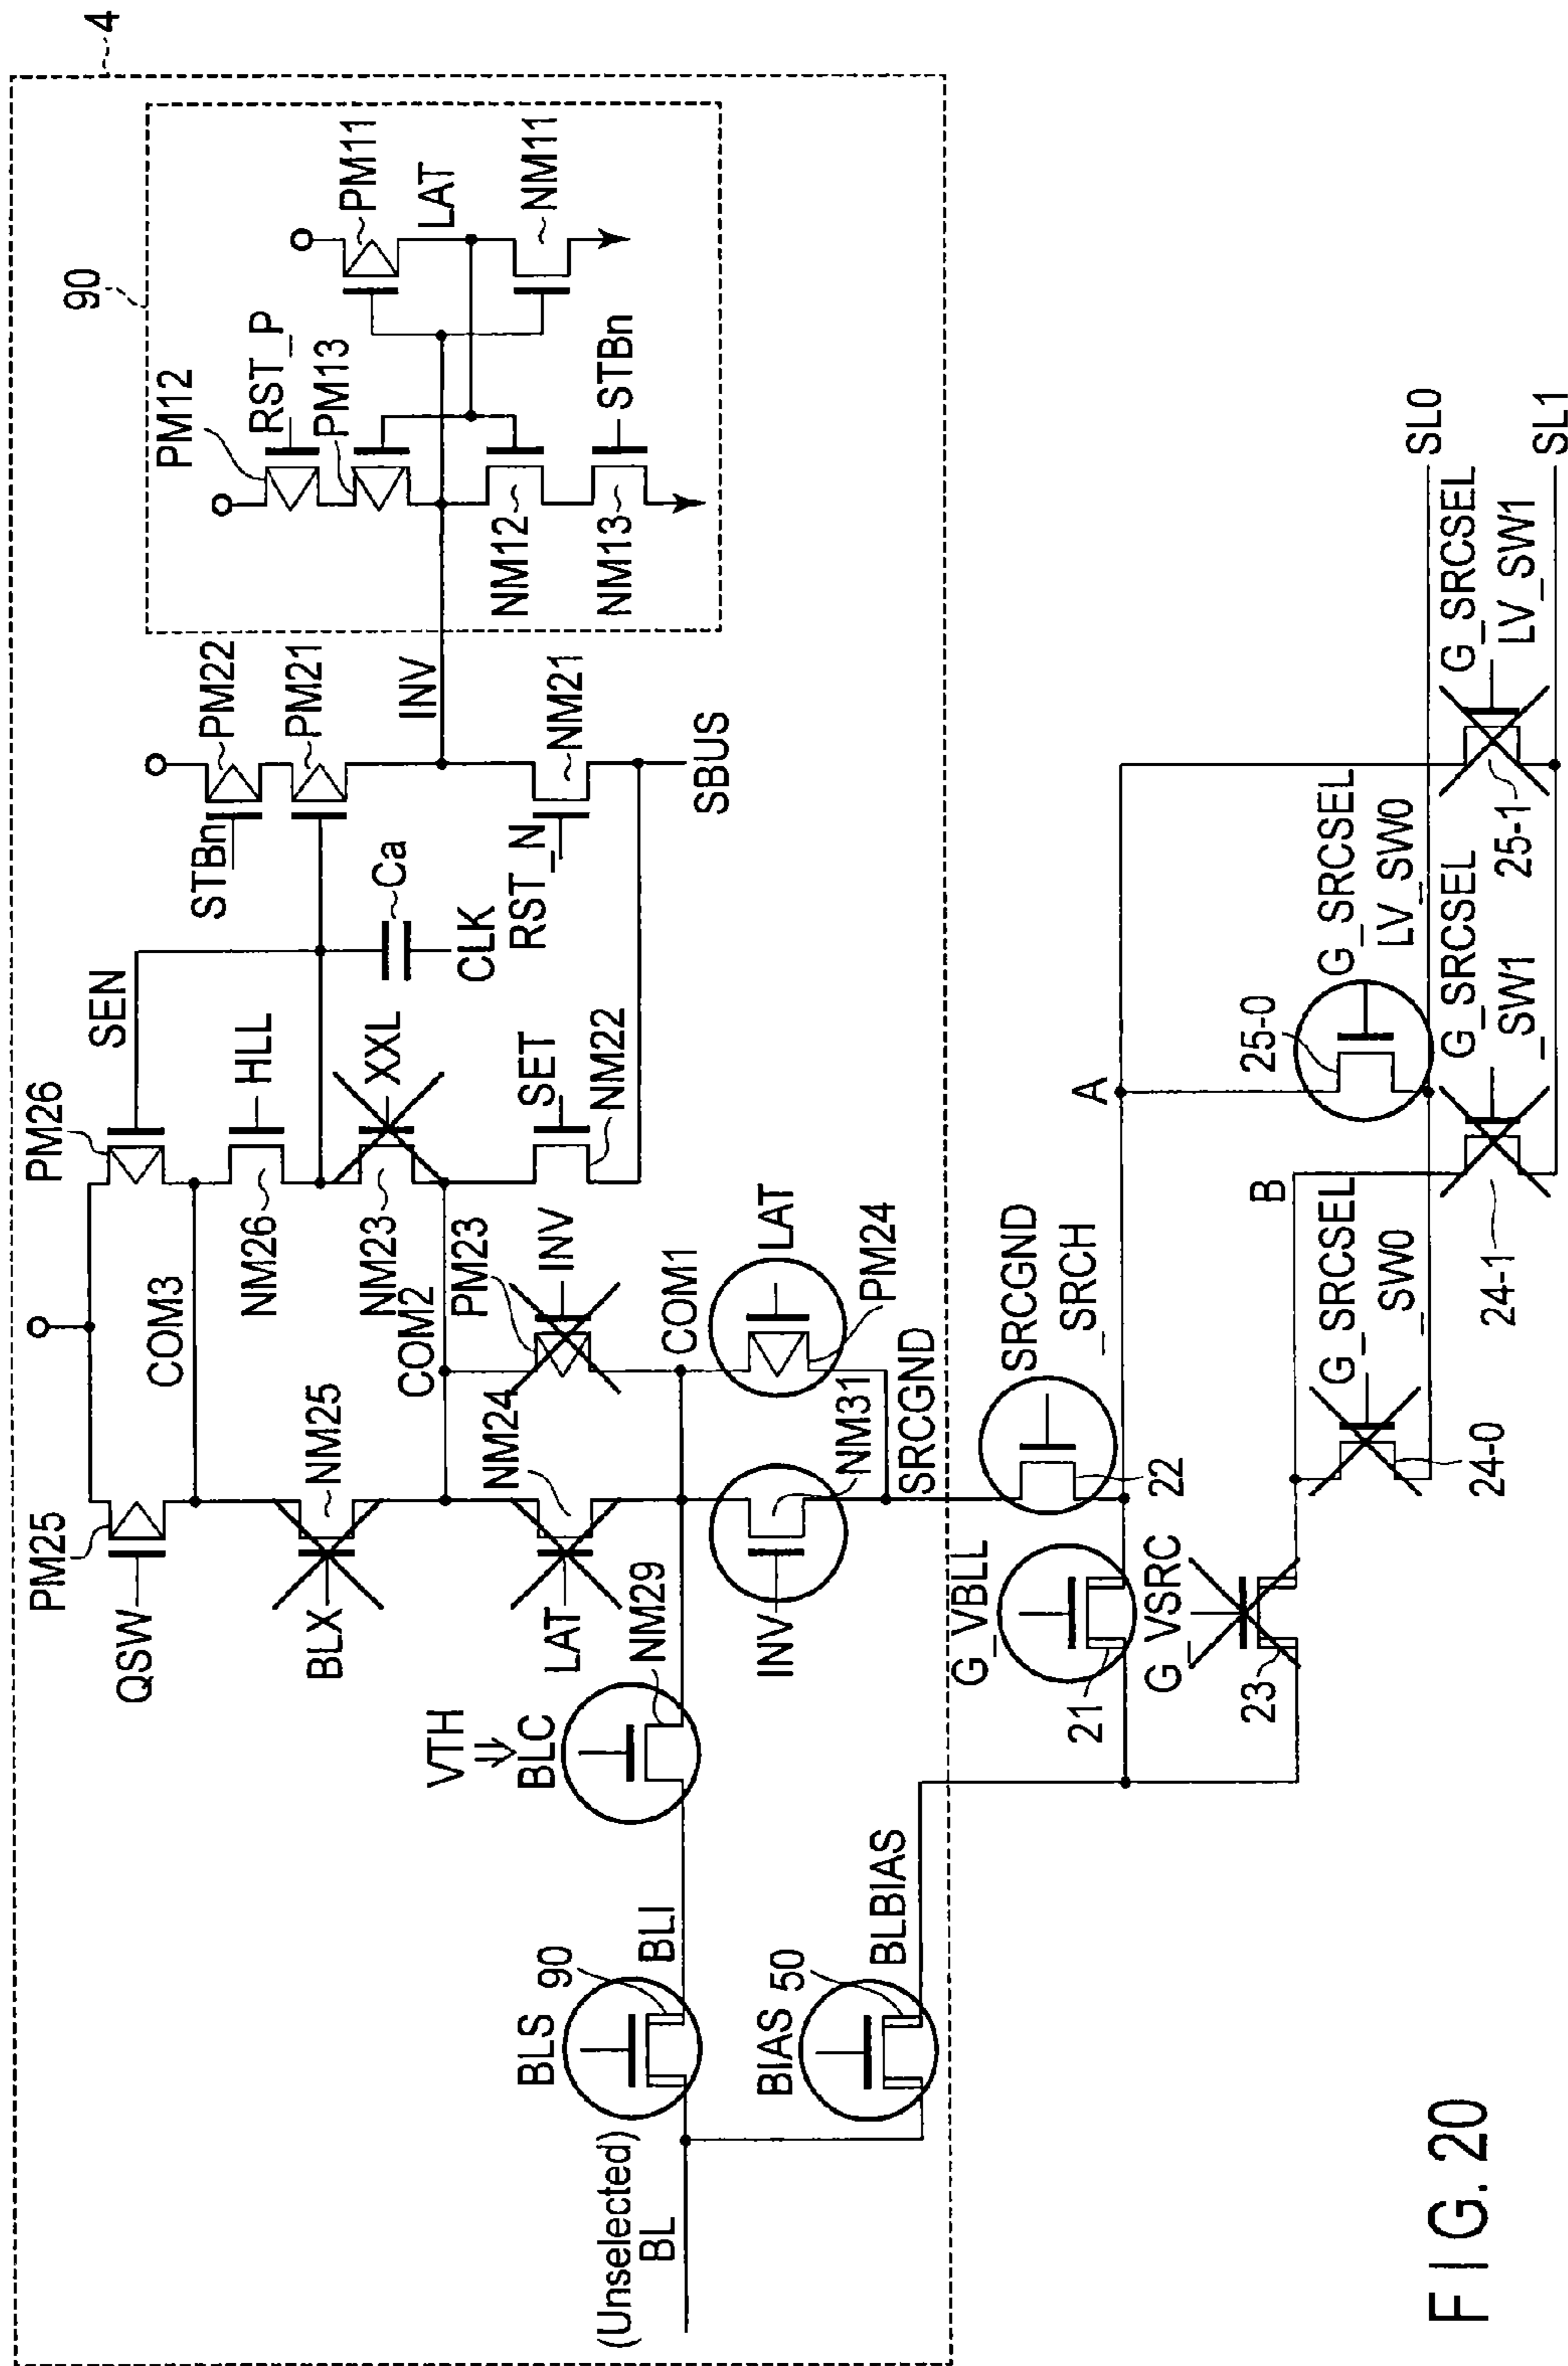 4
90
PM12
RST_P
PM13
PM11
LAT
NM11
NM12
NM13
STBn
INV
PM22
PM21
STBn
NM21
RST_N
SBUS
Ca
CLK
SEN
PM26
HLL
NM26
XXL
NM23
SET
NM22
COM3
PM25
QSW
NM25
BLX
COM2
PM23
INV
NM24
LAT
COM1
LAT
PM24
NM31
INV
SRCGND
NM29
VTH
BLC
BLI
BLS
90
BIAS
50
BLBIAS
(Unselected)
BL
SRCGND
_SRCH
22
G_VBLL
21
G_VSRC
23
A
B
25-0
G_SRCSEL
LV_SW0
G_SRCSEL
LV_SW1
25-1
G_SRCSEL
_SW1
24-1
G_SRCSEL
_SW0
24-0
SL0
SL1
FIG. 20